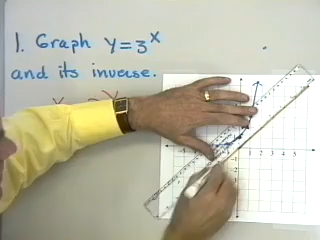 1. Graph y=3^x
and its inverse.
x y